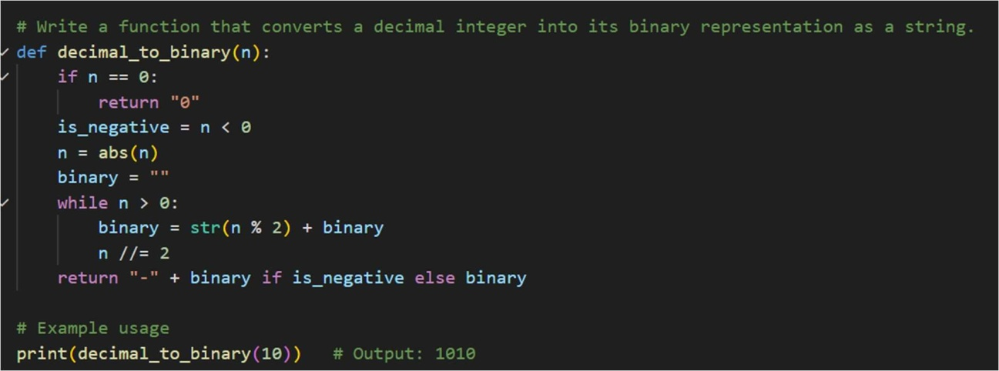 # Write a function that converts a decimal integer into its binary representation as a string.
def decimal_to_binary(n):
    if n == 0:
        return "0"
    is_negative = n < 0
    n = abs(n)
    binary = ""
    while n > 0:
        binary = str(n % 2) + binary
        n //= 2
    return "-" + binary if is_negative else binary

# Example usage
print(decimal_to_binary(10))   # Output: 1010